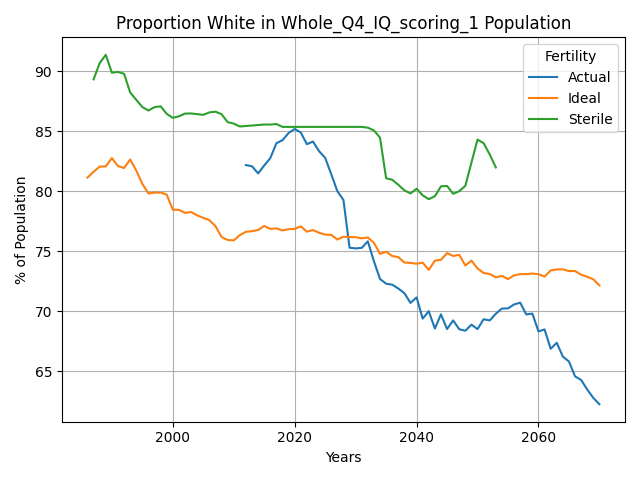 Proportion White in Whole_Q4_IQ_scoring_1 Population
Fertility
Actual
Ideal
Sterile
% of Population
90
85
80
75
70
65
2000
2020
2040
2060
Years